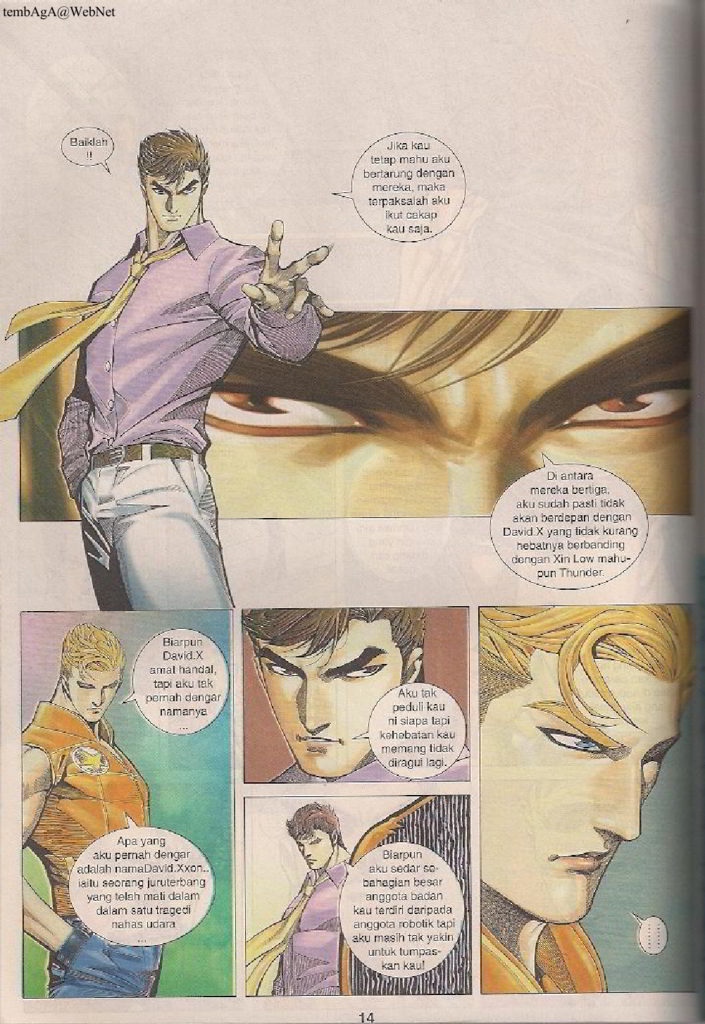 tembAgA@WebNet
Baiklah
!!
Jika kau
tetap mahu aku
bertarung dengan
mereka, maka
terpaksalah aku
ikut cakap
kau saja.
Di antara
mereka bertiga,
aku sudah pasti tidak
akan berdepan dengan
David.X yang tidak kurang
hebatnya berbanding
dengan Xin Low mahu-
pun Thunder.
Biarpun
David.X
amat handal,
tapi aku tak
pernah dengar
namanya
...
Apa yang
aku pernah dengar
adalah namaDavid.Xxon..
iaitu seorang juruterbang
yang telah mati dalam
dalam satu tragedi
nahas udara
...
Aku tak
peduli kau
ni siapa tapi
kehebatan kau
memang tidak
diragui lagi.
Biarpun
aku sedar se-
bahagian besar
anggota badan
kau terdiri daripada
anggota robotik tapi
aku masih tak yakin
untuk tumpas-
kan kau!
......
14